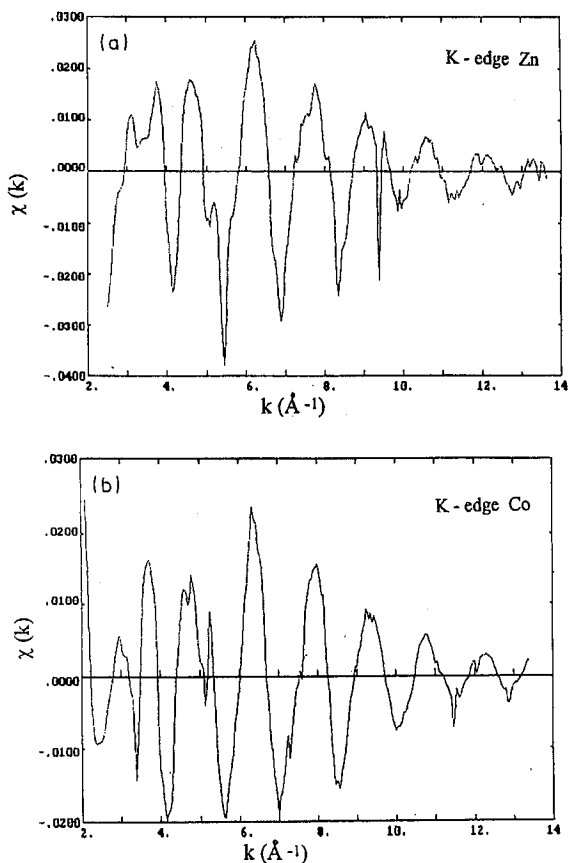 .0300
(a)
K - edge Zn
.0200
.0100
.0000
-.0100
-.0200
-.0300
-.0400
χ (k)
2. 4. 6. 8. 10. 12. 14
k (Å -1)
.0300
(b)
K - edge Co
.0200
.0100
.0000
-.0100
-.0200
χ (k)
2. 4. 6. 8. 10. 12. 14
k (Å -1)